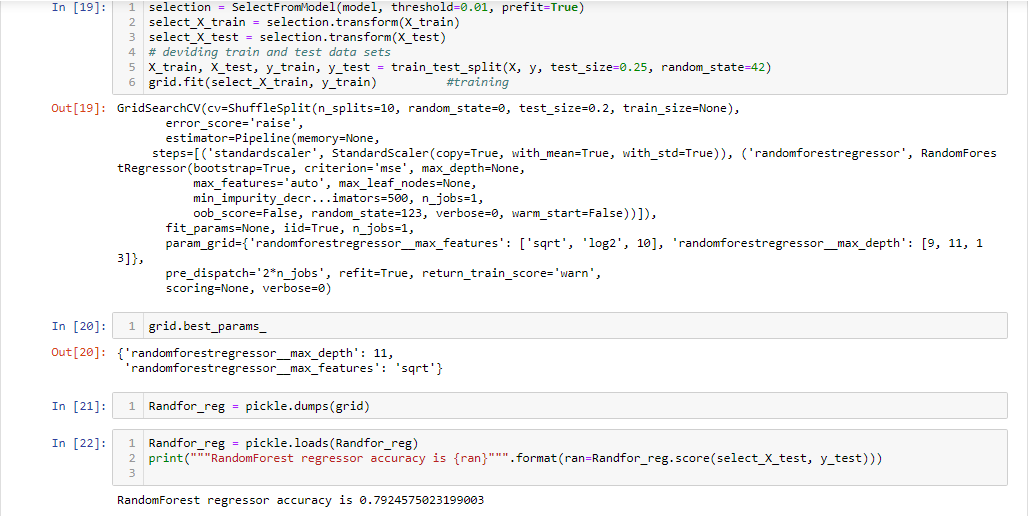 In [19]:
1 selection = SelectFromModel(model, threshold=0.01, prefit=True)
2 select_X_train = selection.transform(X_train)
3 select_X_test = selection.transform(X_test)
4 # deviding train and test data sets
5 X_train, X_test, y_train, y_test = train_test_split(X, y, test_size=0.25, random_state=42)
6 grid.fit(select_X_train, y_train)          #training
Out[19]: GridSearchCV(cv=ShuffleSplit(n_splits=10, random_state=0, test_size=0.2, train_size=None),
       error_score='raise',
       estimator=Pipeline(memory=None,
     steps=[('standardscaler', StandardScaler(copy=True, with_mean=True, with_std=True)), ('randomforestregressor', RandomFores
tRegressor(bootstrap=True, criterion='mse', max_depth=None,
           max_features='auto', max_leaf_nodes=None,
           min_impurity_decr...imators=500, n_jobs=1,
           oob_score=False, random_state=123, verbose=0, warm_start=False))]),
       fit_params=None, iid=True, n_jobs=1,
       param_grid={'randomforestregressor__max_features': ['sqrt', 'log2', 10], 'randomforestregressor__max_depth': [9, 11, 1
3]},
       pre_dispatch='2*n_jobs', refit=True, return_train_score='warn',
       scoring=None, verbose=0)
In [20]:
1 grid.best_params_
Out[20]: {'randomforestregressor__max_depth': 11,
 'randomforestregressor__max_features': 'sqrt'}
In [21]:
1 Randfor_reg = pickle.dumps(grid)
In [22]:
1 Randfor_reg = pickle.loads(Randfor_reg)
2 print("""RandomForest regressor accuracy is {ran}""".format(ran=Randfor_reg.score(select_X_test, y_test)))
3
RandomForest regressor accuracy is 0.7924575023199003